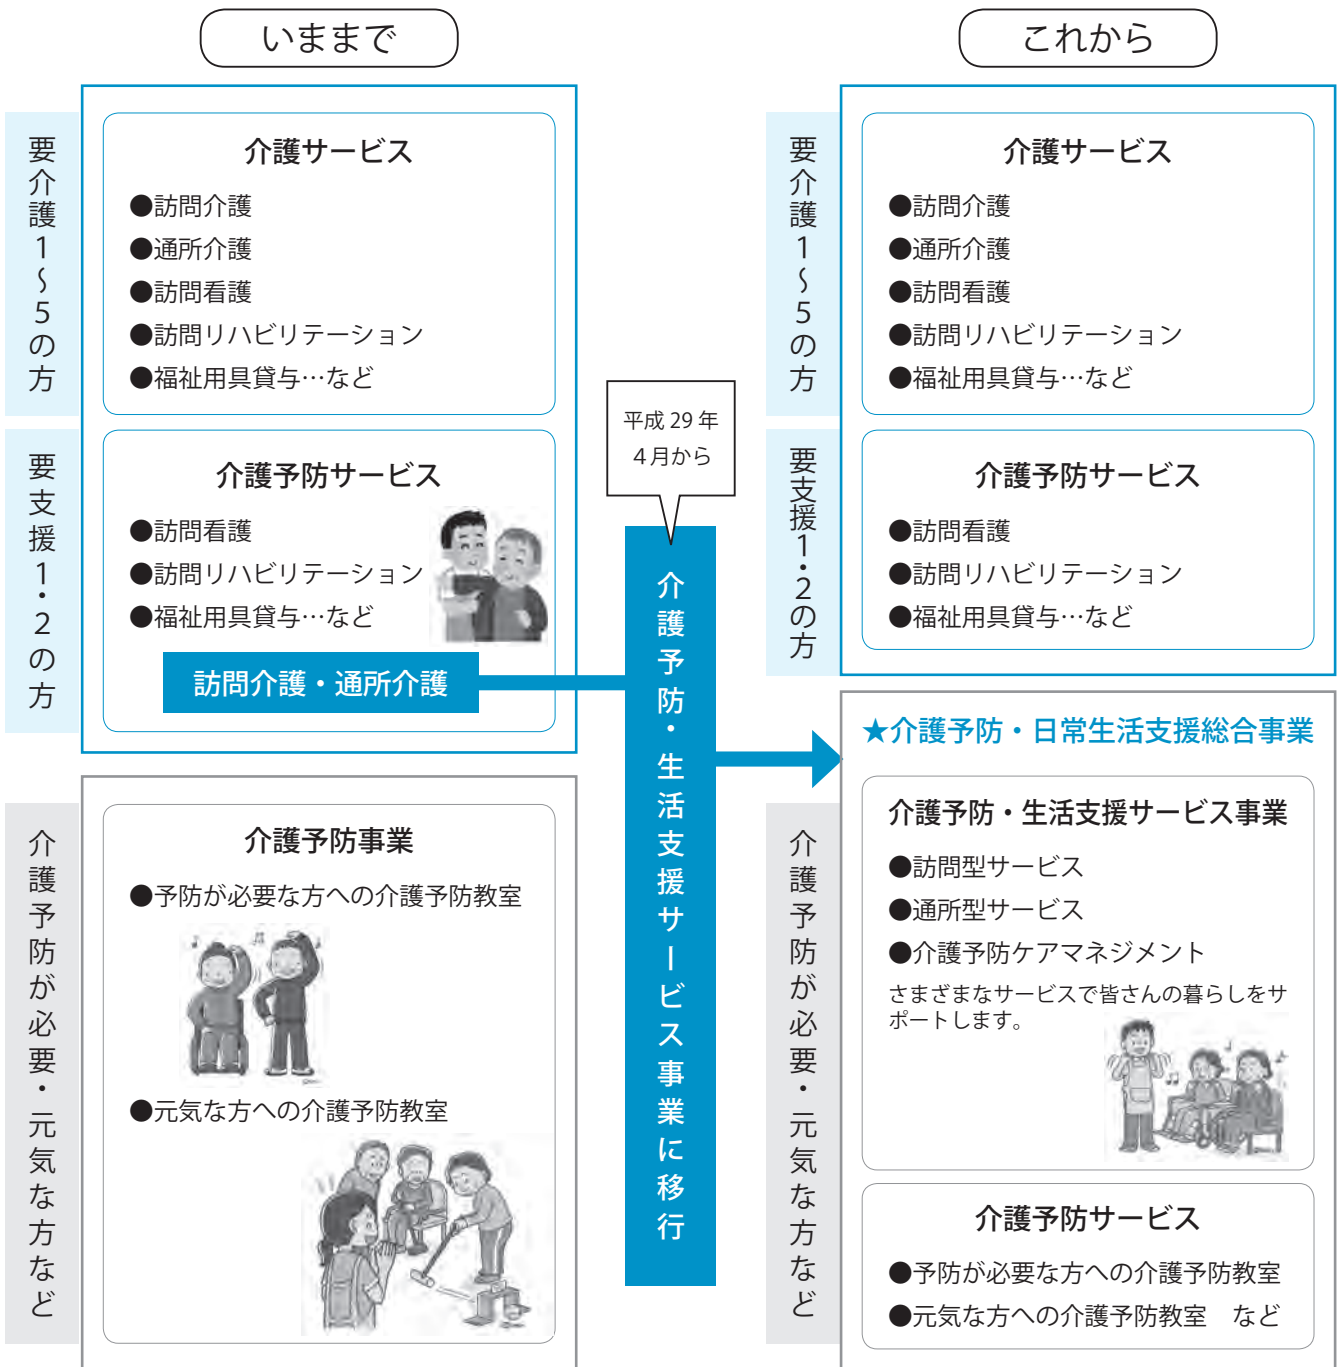 いままで
要介護1～5の方
介護サービス
●訪問介護
●通所介護
●訪問看護
●訪問リハビリテーション
●福祉用具貸与…など
要支援1・2の方
介護予防サービス
●訪問看護
●訪問リハビリテーション
●福祉用具貸与…など
訪問介護・通所介護
介護予防が必要・元気な方など
介護予防事業
●予防が必要な方への介護予防教室
●元気な方への介護予防教室
平成 29 年
4月から
介護予防・生活支援サービス事業に移行
これから
要介護1～5の方
介護サービス
●訪問介護
●通所介護
●訪問看護
●訪問リハビリテーション
●福祉用具貸与…など
要支援1・2の方
介護予防サービス
●訪問看護
●訪問リハビリテーション
●福祉用具貸与…など
★介護予防・日常生活支援総合事業
介護予防が必要・元気な方など
介護予防・生活支援サービス事業
●訪問型サービス
●通所型サービス
●介護予防ケアマネジメント
さまざまなサービスで皆さんの暮らしをサ
ポートします。
介護予防サービス
●予防が必要な方への介護予防教室
●元気な方への介護予防教室　など